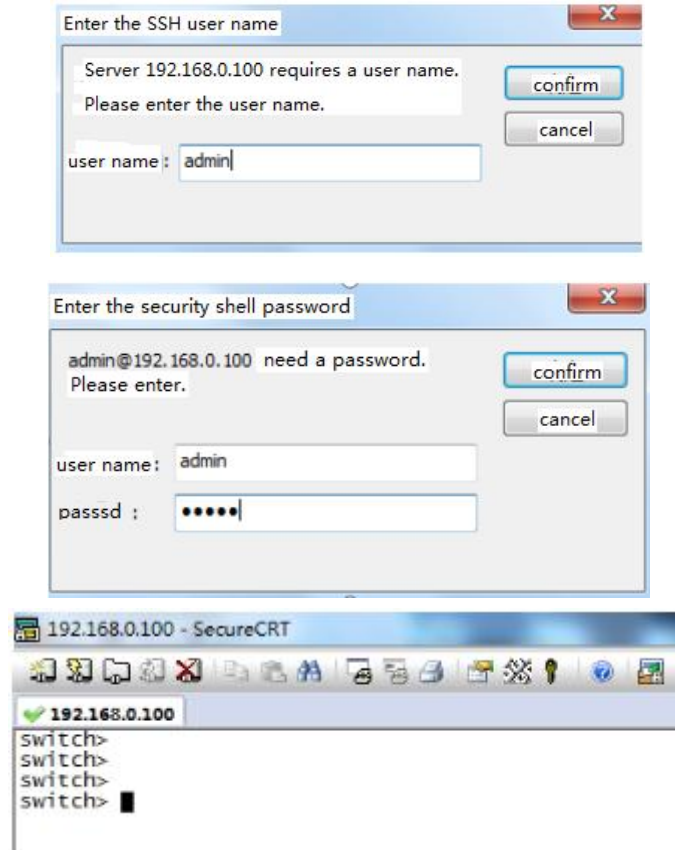 Enter the SSH user name
X
Server 192.168.0.100 requires a user name.
Please enter the user name.
confirm
cancel
user name : admin
Enter the security shell password
X
admin@192.168.0.100 need a password.
Please enter.
confirm
cancel
user name: admin
passsd : •••••
192.168.0.100 - SecureCRT
192.168.0.100
switch>
switch>
switch>
switch>